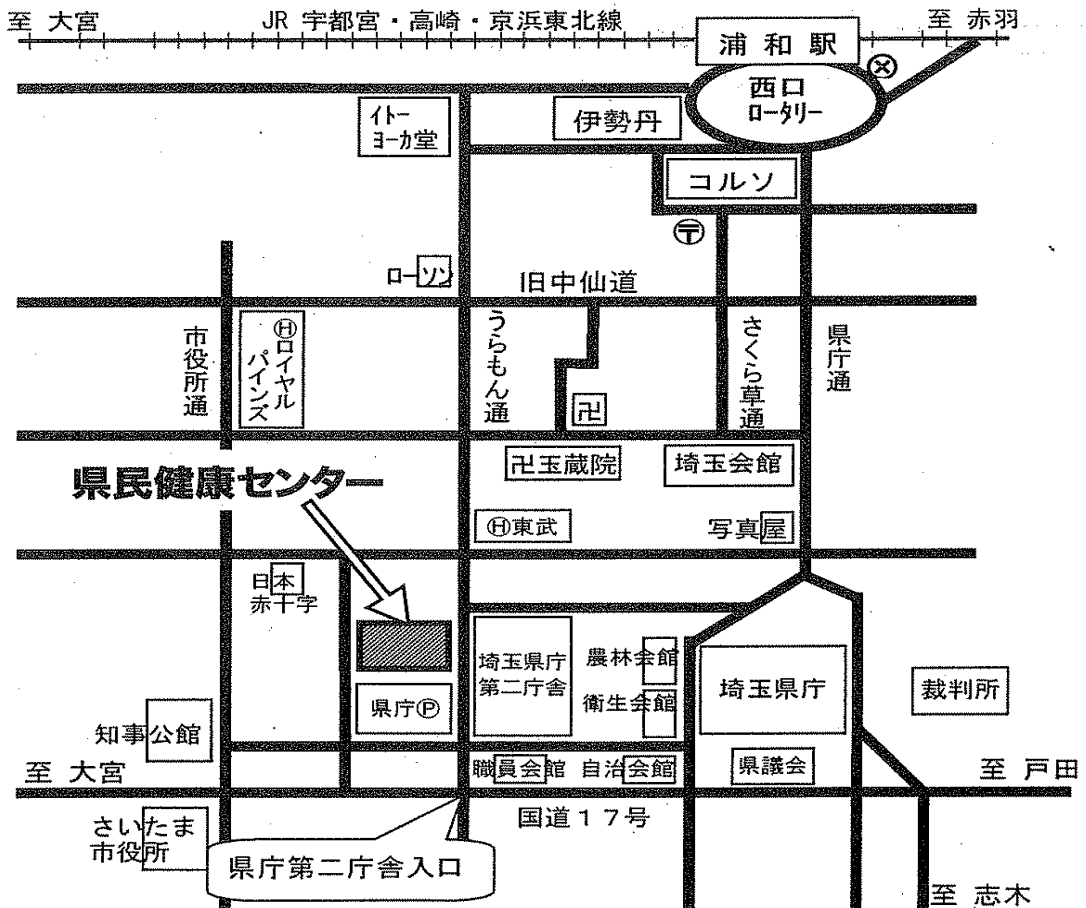 至 大宮
JR 宇都宮・高崎・京浜東北線
至 赤羽
浦和駅
西口
ロータリー
イトー
ヨーカ堂
伊勢丹
コルソ
〒
ローソン
旧中仙道
市役所通
Ⓗロイヤル
パインズ
うらもん通
さくら草通
県庁通
卍
卍玉蔵院
埼玉会館
県民健康センター
Ⓗ東武
写真屋
日本
赤十字
埼玉県庁
第二庁舎
農林会館
衛生会館
埼玉県庁
裁判所
県庁Ⓟ
知事公館
至 大宮
職員会館
自治会館
県議会
至 戸田
国道17号
さいたま
市役所
県庁第二庁舎入口
至 志木